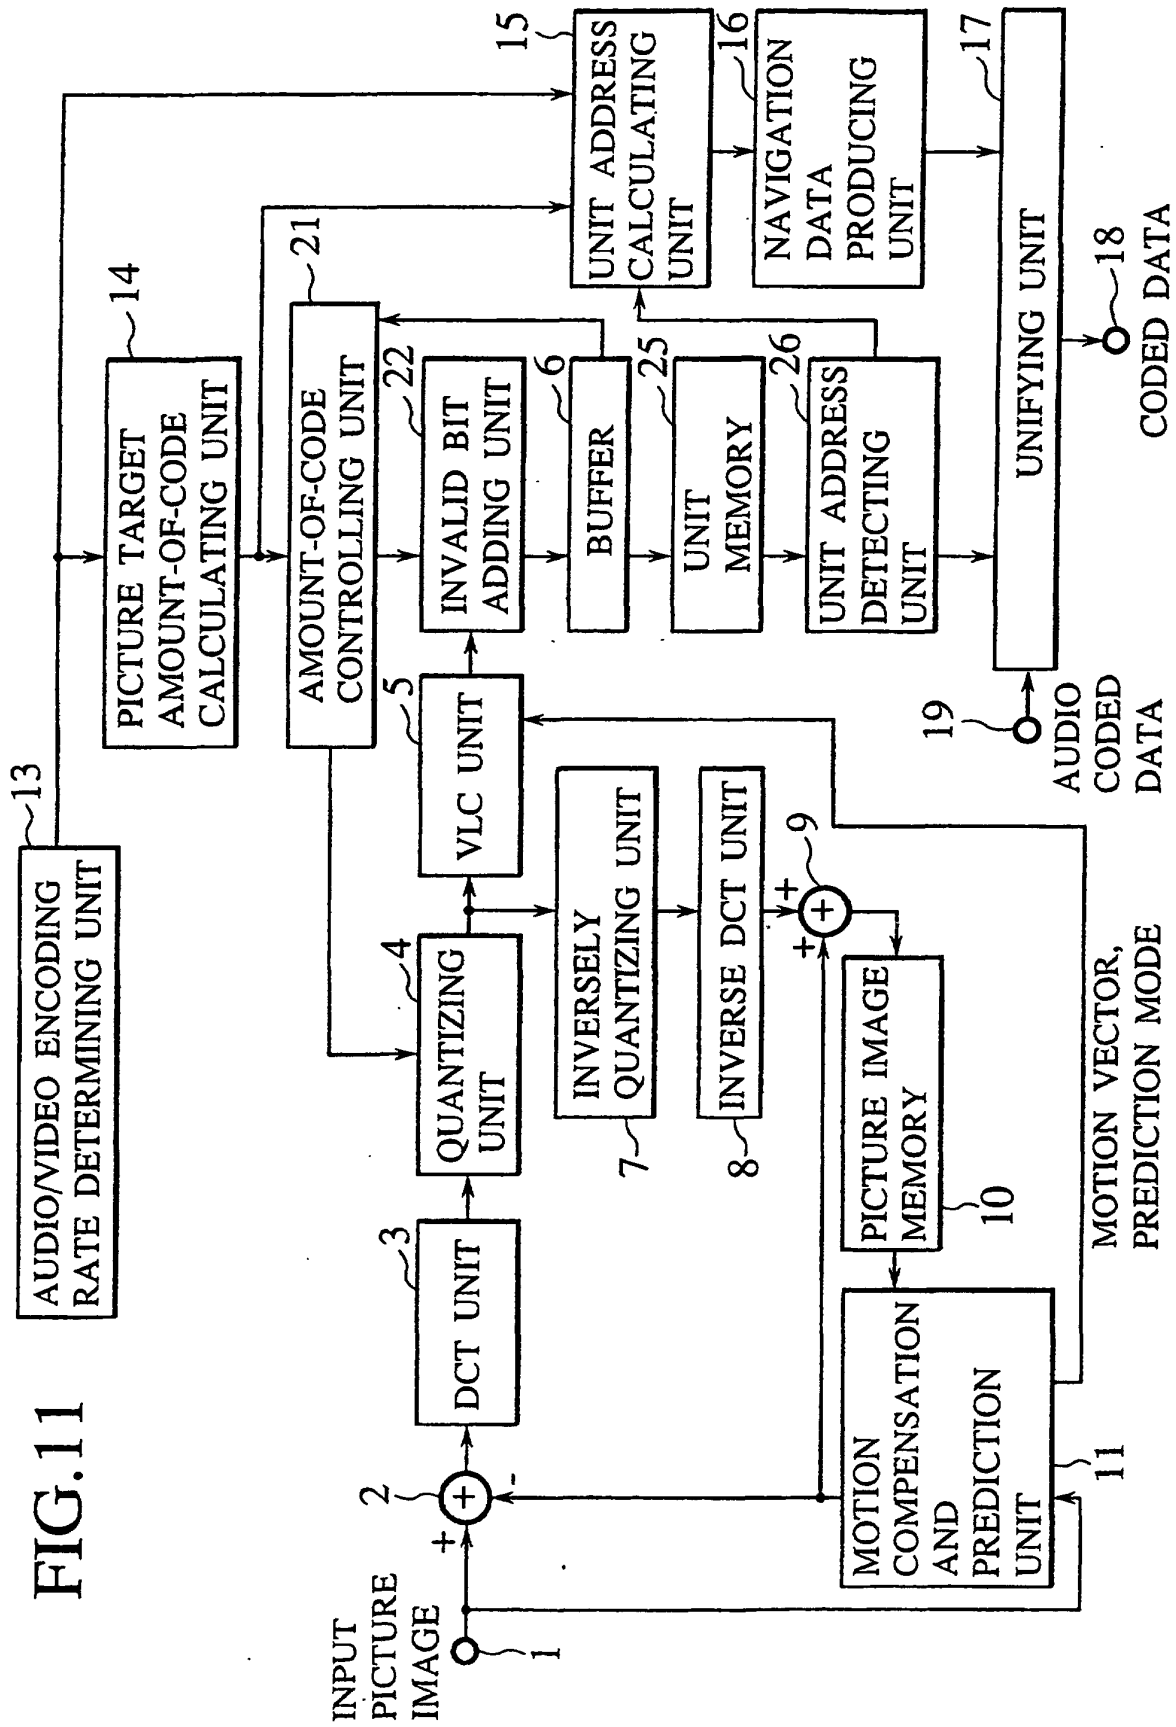 FIG.11
AUDIO/VIDEO ENCODING
RATE DETERMINING UNIT
13
PICTURE TARGET
AMOUNT-OF-CODE
CALCULATING UNIT
14
AMOUNT-OF-CODE
CONTROLLING UNIT
21
UNIT ADDRESS
CALCULATING
UNIT
15
NAVIGATION
DATA
PRODUCING
UNIT
16
INPUT
PICTURE
IMAGE
1
+
2
+
-
DCT UNIT
3
QUANTIZING
UNIT
4
VLC UNIT
5
INVALID BIT
ADDING UNIT
22
BUFFER
6
UNIT
MEMORY
25
UNIT ADDRESS
DETECTING
UNIT
26
INVERSELY
QUANTIZING UNIT
7
INVERSE DCT UNIT
8
+
+
+
9
PICTURE IMAGE
MEMORY
10
MOTION
COMPENSATION
AND
PREDICTION
UNIT
11
MOTION VECTOR,
PREDICTION MODE
UNIFYING UNIT
17
19
AUDIO
CODED
DATA
18
CODED DATA